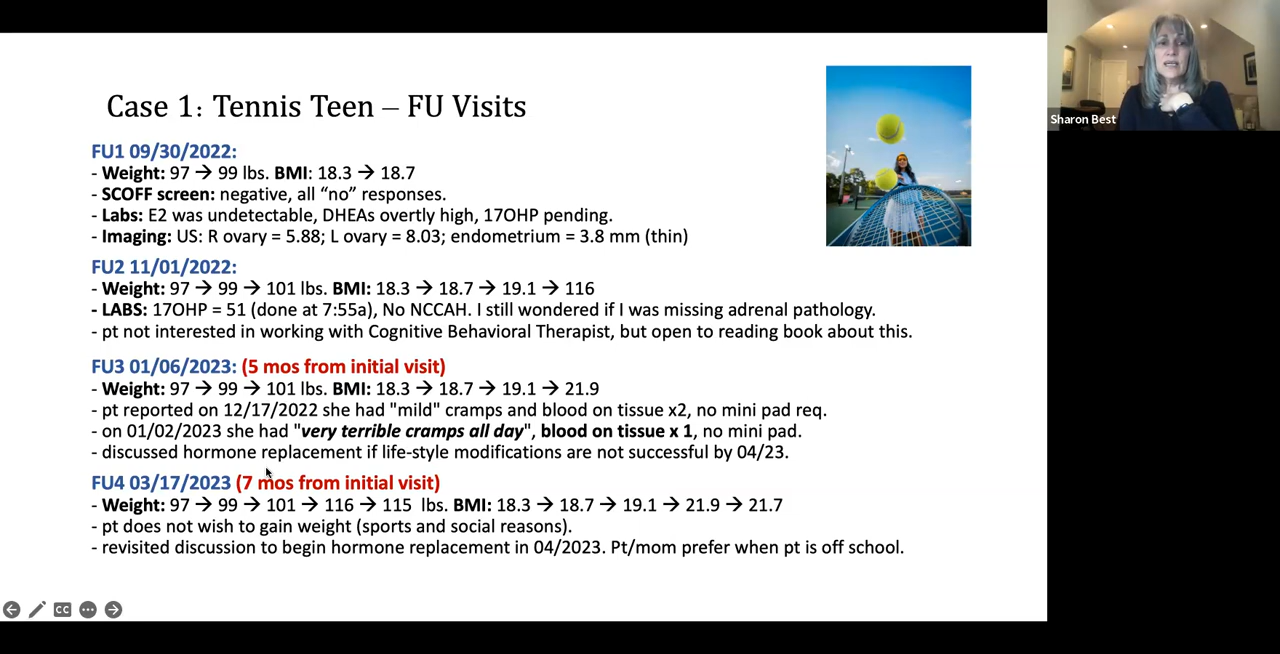 Case 1: Tennis Teen – FU Visits
FU1 09/30/2022:
- Weight: 97 → 99 lbs. BMI: 18.3 → 18.7
- SCOFF screen: negative, all “no” responses.
- Labs: E2 was undetectable, DHEAs overtly high, 17OHP pending.
- Imaging: US: R ovary = 5.88; L ovary = 8.03; endometrium = 3.8 mm (thin)
FU2 11/01/2022:
- Weight: 97 → 99 → 101 lbs. BMI: 18.3 → 18.7 → 19.1 → 116
- LABS: 17OHP = 51 (done at 7:55a), No NCCAH. I still wondered if I was missing adrenal pathology.
- pt not interested in working with Cognitive Behavioral Therapist, but open to reading book about this.
FU3 01/06/2023: (5 mos from initial visit)
- Weight: 97 → 99 → 101 lbs. BMI: 18.3 → 18.7 → 19.1 → 21.9
- pt reported on 12/17/2022 she had "mild" cramps and blood on tissue x2, no mini pad req.
- on 01/02/2023 she had "very terrible cramps all day", blood on tissue x 1, no mini pad.
- discussed hormone replacement if life-style modifications are not successful by 04/23.
FU4 03/17/2023 (7 mos from initial visit)
- Weight: 97 → 99 → 101 → 116 → 115 lbs. BMI: 18.3 → 18.7 → 19.1 → 21.9 → 21.7
- pt does not wish to gain weight (sports and social reasons).
- revisited discussion to begin hormone replacement in 04/2023. Pt/mom prefer when pt is off school.
CC
Sharon Best